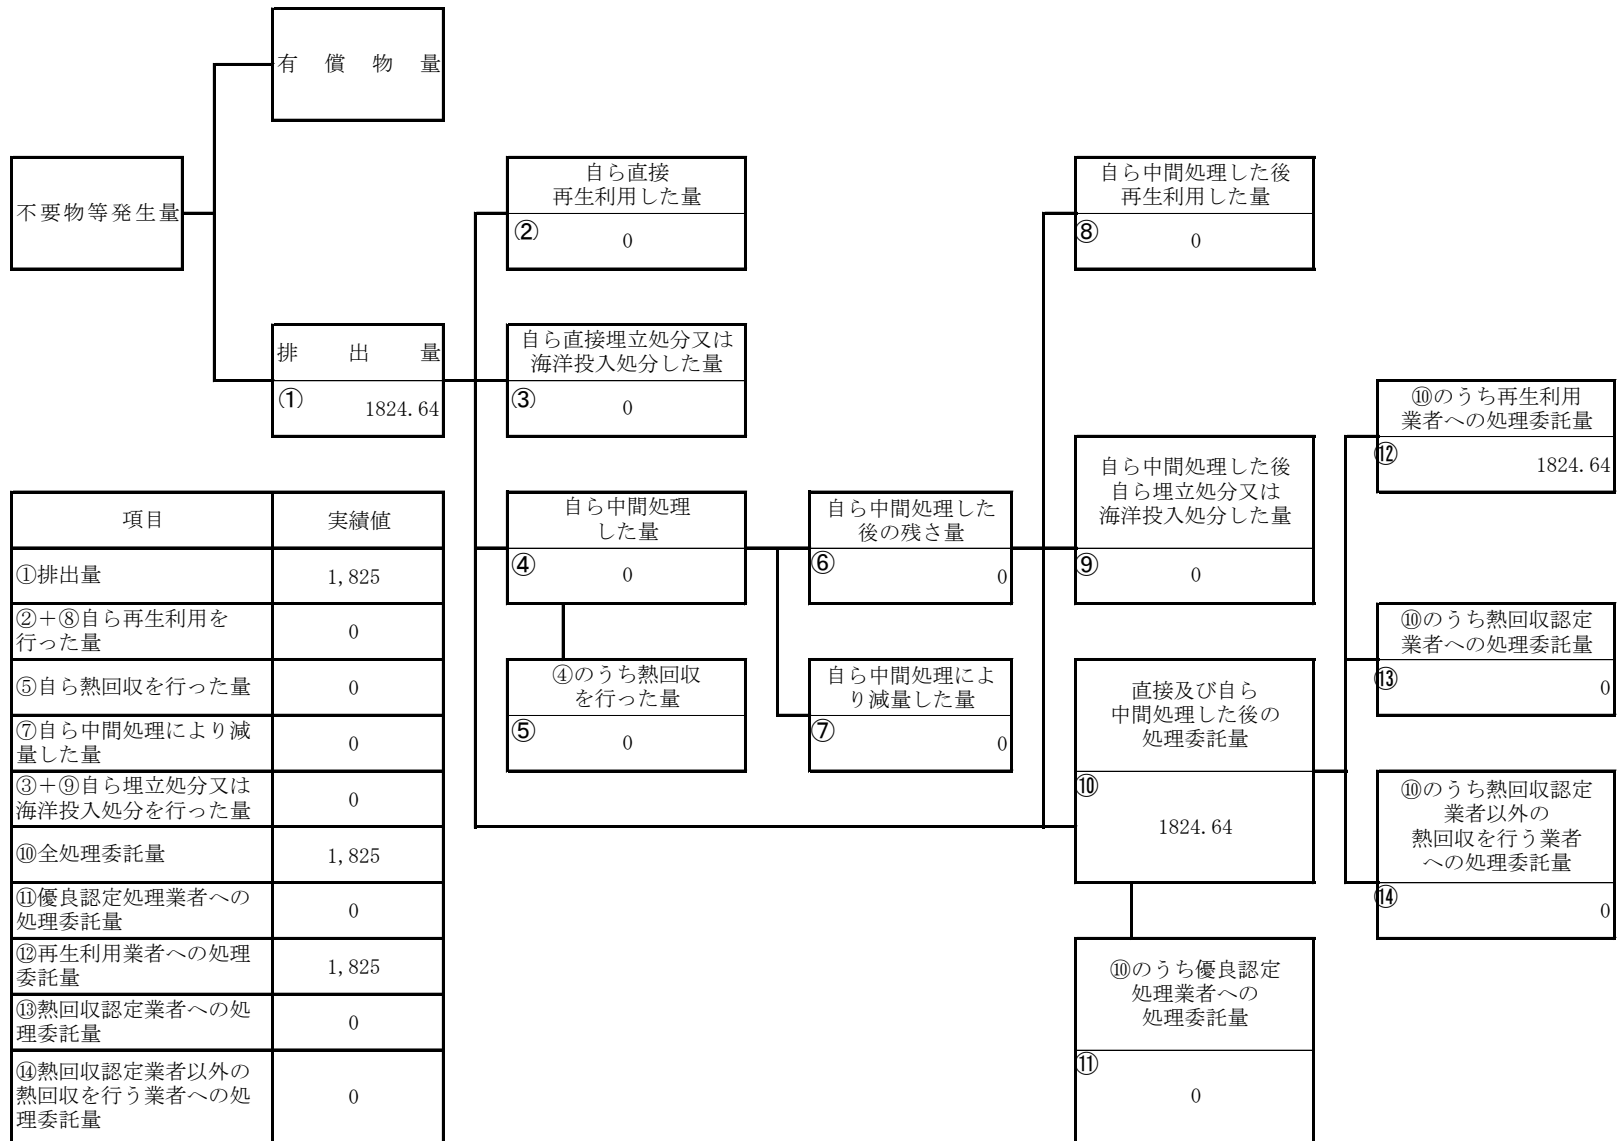 有償物量
不要物等発生量
排出量
①
1824.64
自ら直接
再生利用した量
②
0
自ら直接埋立処分又は
海洋投入処分した量
③
0
自ら中間処理
した量
④
0
④のうち熱回収
を行った量
⑤
0
自ら中間処理した
後の残さ量
⑥
0
自ら中間処理によ
り減量した量
⑦
0
自ら中間処理した後
再生利用した量
⑧
0
自ら中間処理した後
自ら埋立処分又は
海洋投入処分した量
⑨
0
直接及び自ら
中間処理した後の
処理委託量
⑩
1824.64
⑩のうち優良認定
処理業者への
処理委託量
⑪
0
⑩のうち再生利用
業者への処理委託量
⑫
1824.64
⑩のうち熱回収認定
業者への処理委託量
⑬
0
⑩のうち熱回収認定
業者以外の
熱回収を行う業者
への処理委託量
⑭
0
項目 実績値
①排出量 1,825
②+⑧自ら再生利用を
行った量
0
⑤自ら熱回収を行った量 0
⑦自ら中間処理により減
量した量
0
③+⑨自ら埋立処分又は
海洋投入処分を行った量
0
⑩全処理委託量 1,825
⑪優良認定処理業者への
処理委託量
0
⑫再生利用業者への処理
委託量
1,825
⑬熱回収認定業者への処
理委託量
0
⑭熱回収認定業者以外の
熱回収を行う業者への処
理委託量
0